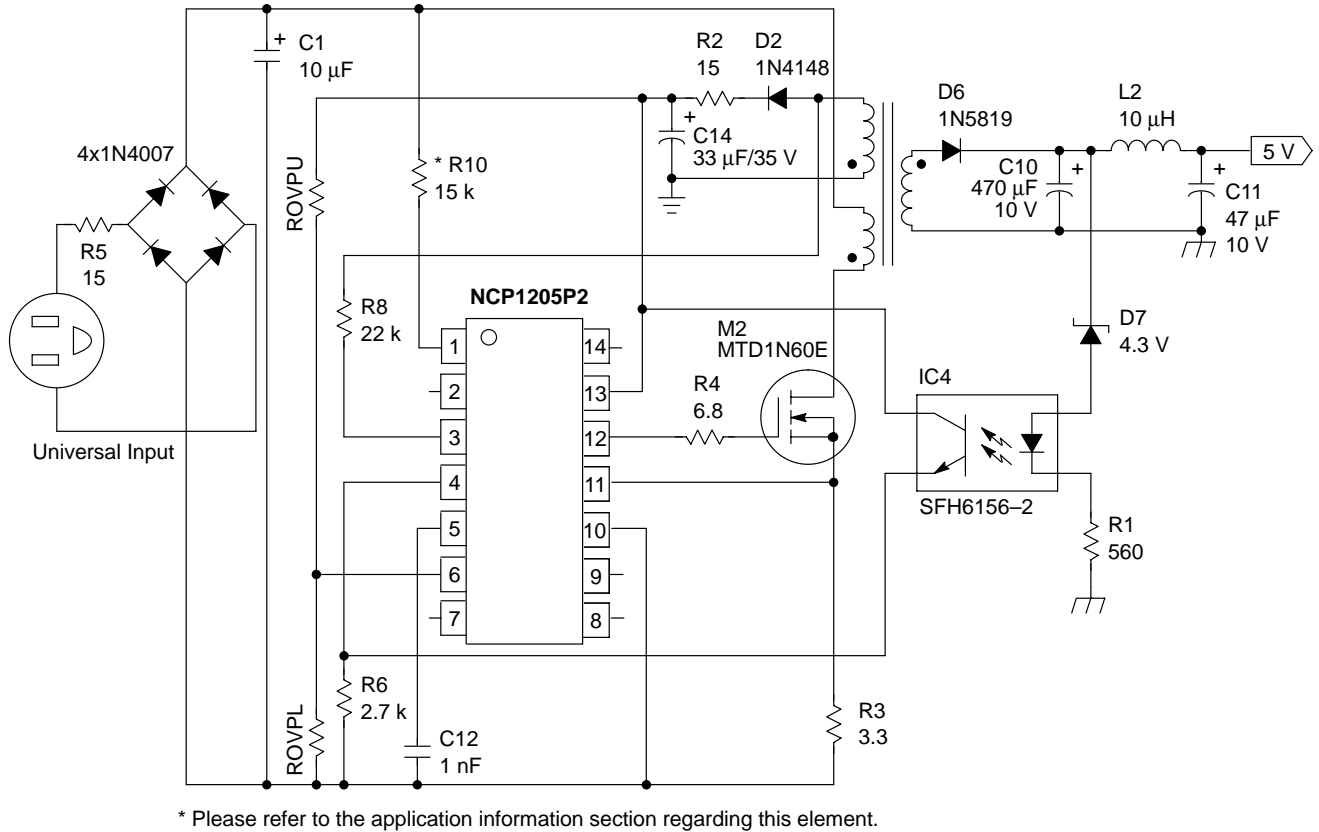 C1
10 µF
4x1N4007
R5
15
Universal Input
ROVPU
* R10
15 k
R2
15
D2
1N4148
C14
33 µF/35 V
D6
1N5819
L2
10 µH
5 V
C10
470 µF
10 V
C11
47 µF
10 V
R8
22 k
NCP1205P2
1
2
3
4
5
6
7
14
13
12
11
10
9
8
M2
MTD1N60E
R4
6.8
D7
4.3 V
IC4
SFH6156–2
R1
560
ROVPL
R6
2.7 k
C12
1 nF
R3
3.3
* Please refer to the application information section regarding this element.